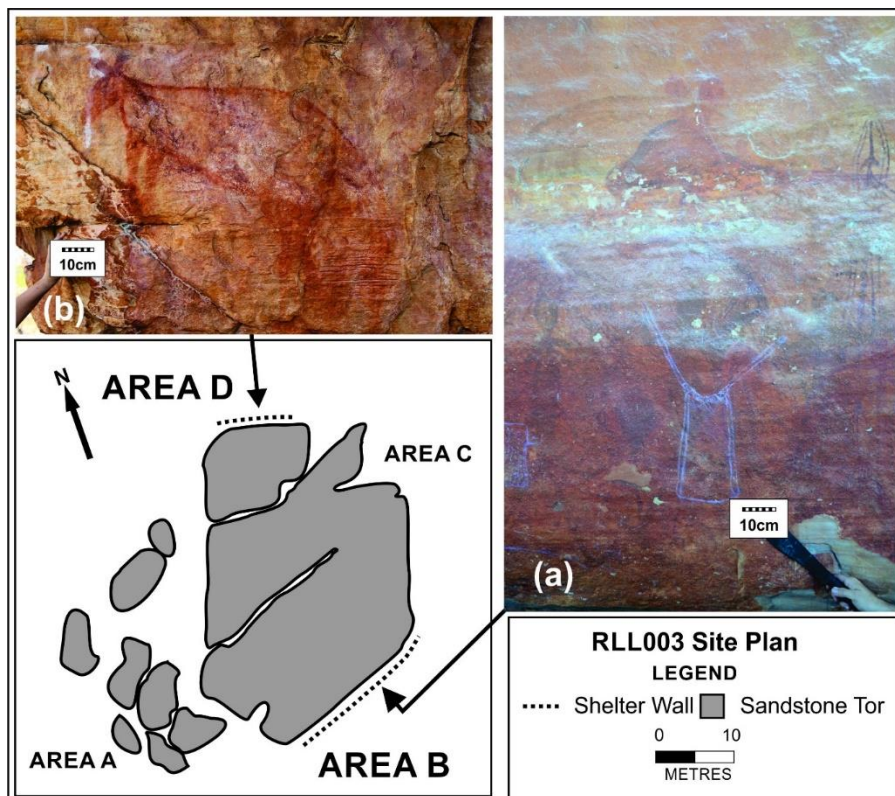 10cm
(b)
10cm
(a)
N
AREA D
AREA C
AREA A
AREA B
RLL003 Site Plan
LEGEND
Shelter Wall
Sandstone Tor
0 10
METRES